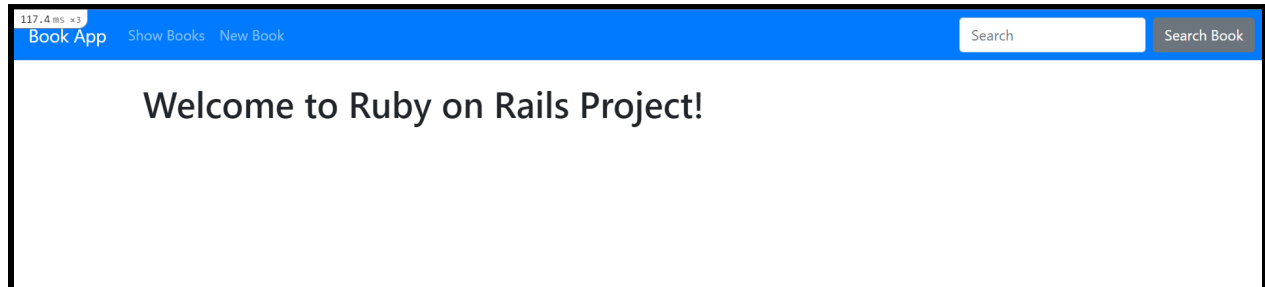 117.4 ms ×3
Book App Show Books New Book Search Search Book
Welcome to Ruby on Rails Project!